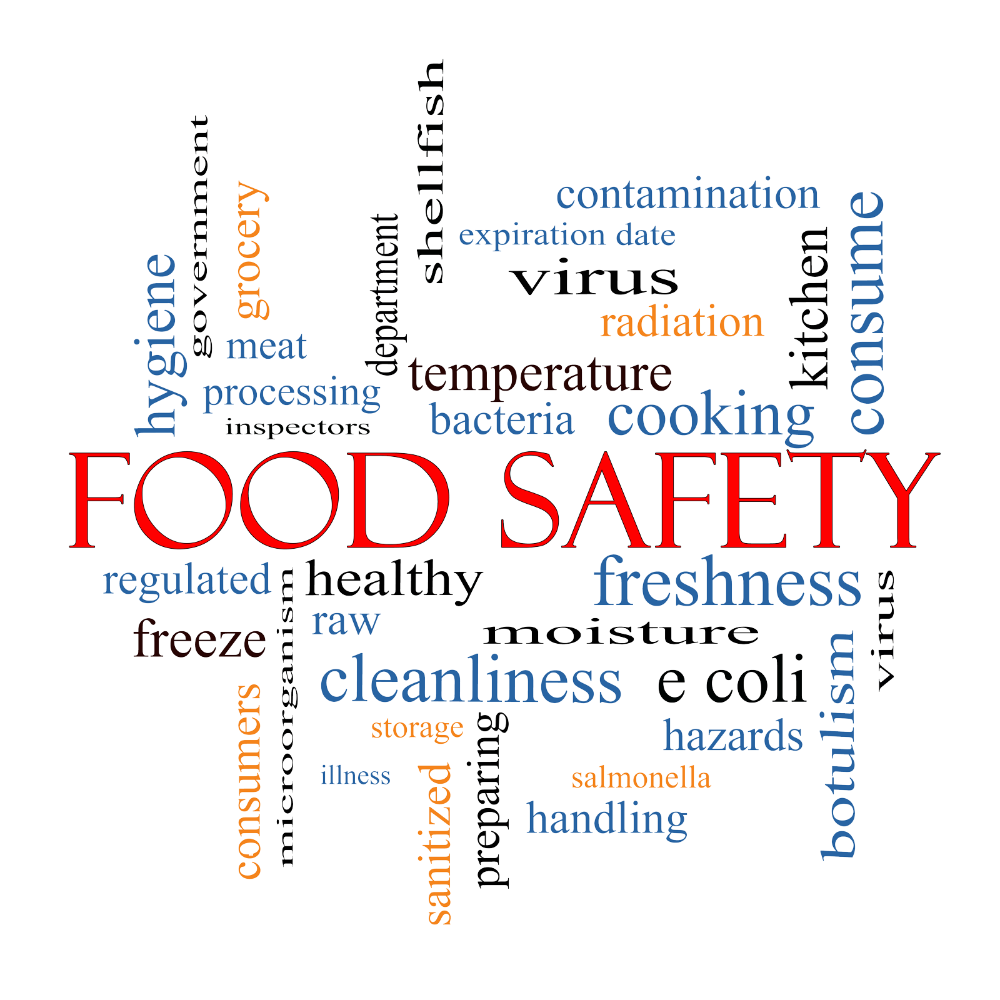 shellfish
government
contamination
grocery
consume
department
expiration date
kitchen
hygiene
virus
radiation
meat
temperature
processing
cooking
bacteria
inspectors
FOOD SAFETY
regulated
healthy
freshness
virus
microorganism
raw
freeze
moisture
cleanliness
e coli
botulism
consumers
storage
preparing
hazards
illness
sanitized
salmonella
handling